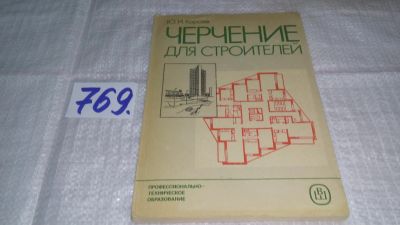 Ю.И.Короев
ЧЕРЧЕНИЕ
ДЛЯ СТРОИТЕЛЕЙ
769.
ПРОФЕССИОНАЛЬНО-
ТЕХНИЧЕСКОЕ
ОБРАЗОВАНИЕ